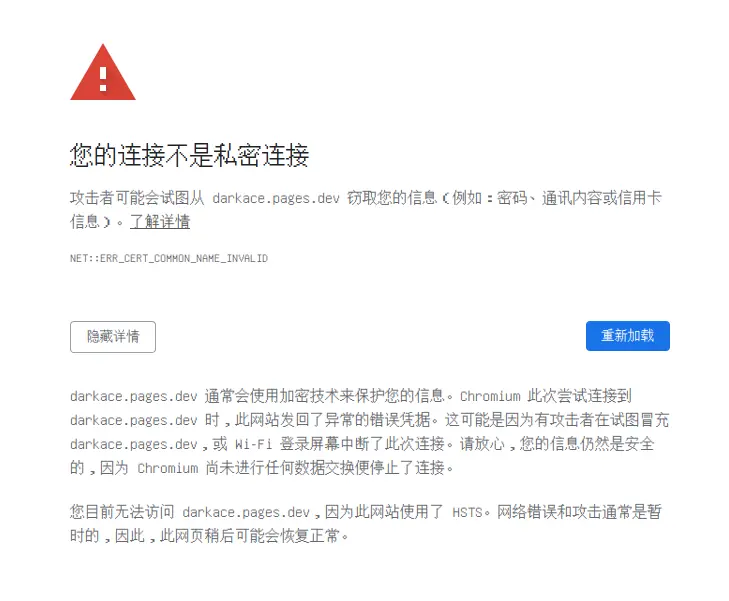 您的连接不是私密连接
攻击者可能会试图从 darkace.pages.dev 窃取您的信息（例如：密码、通讯内容或信用卡
信息）。了解详情
NET::ERR_CERT_COMMON_NAME_INVALID
隐藏详情
重新加载
darkace.pages.dev 通常会使用加密技术来保护您的信息。Chromium 此次尝试连接到
darkace.pages.dev 时，此网站发回了异常的错误凭据。这可能是因为有攻击者在试图冒充
darkace.pages.dev，或 Wi-Fi 登录屏幕中断了此次连接。请放心，您的信息仍然是安全
的，因为 Chromium 尚未进行任何数据交换便停止了连接。
您目前无法访问 darkace.pages.dev，因为此网站使用了 HSTS。网络错误和攻击通常是暂
时的，因此，此网页稍后可能会恢复正常。